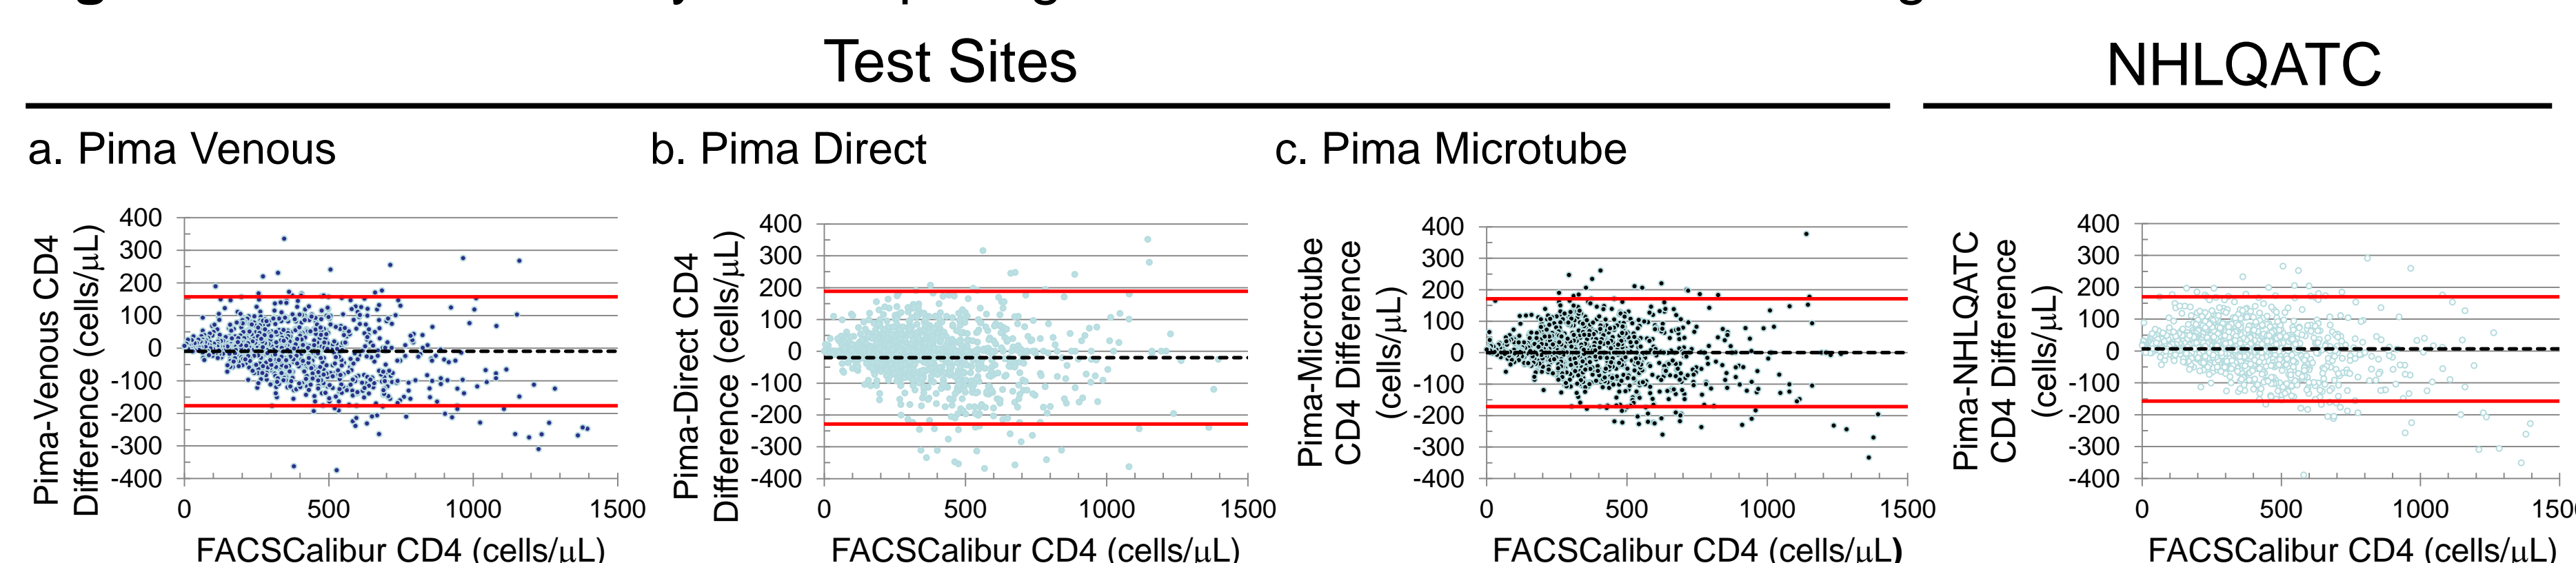 Test Sites
NHLQATC
a. Pima Venous
b. Pima Direct
c. Pima Microtube
Pima-Venous CD4
Difference (cells/μL)
400
300
200
100
0
-100
-200
-300
-400
0 500 1000 1500
FACSCalibur CD4 (cells/μL)
Pima-Direct CD4
Difference (cells/μL)
400
300
200
100
0
-100
-200
-300
-400
0 500 1000 1500
FACSCalibur CD4 (cells/μL)
Pima-Microtube
CD4 Difference
(cells/μL)
400
300
200
100
0
-100
-200
-300
-400
0 500 1000 1500
FACSCalibur CD4 (cells/μL)
Pima-NHLQATC
CD4 Difference
(cells/μL)
400
300
200
100
0
-100
-200
-300
-400
0 500 1000
FACSCalibur CD4 (cells/μL)